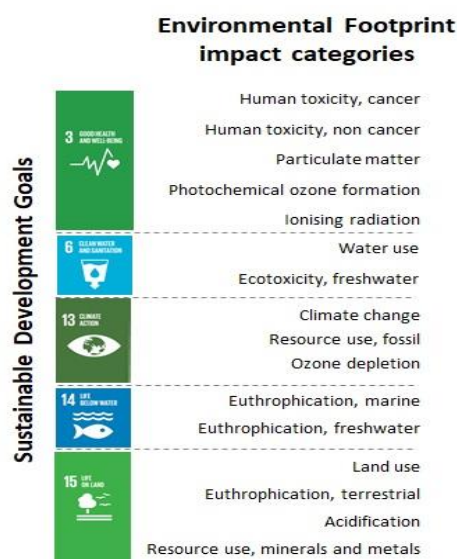 Environmental Footprint
impact categories
Sustainable Development Goals
3 GOOD HEALTH
AND WELL-BEING
Human toxicity, cancer
Human toxicity, non cancer
Particulate matter
Photochemical ozone formation
Ionising radiation
6 CLEAN WATER
AND SANITATION
Water use
Ecotoxicity, freshwater
13 CLIMATE
ACTION
Climate change
Resource use, fossil
Ozone depletion
14 LIFE
BELOW WATER
Euthrophication, marine
Euthrophication, freshwater
15 LIFE
ON LAND
Land use
Euthrophication, terrestrial
Acidification
Resource use, minerals and metals